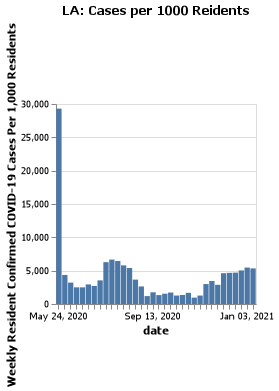 LA: Cases per 1000 Reidents
Weekly Resident Confirmed COVID-19 Cases Per 1,000 Residents
30,000
25,000
20,000
15,000
10,000
5,000
0
May 24, 2020
Sep 13, 2020
Jan 03, 2021
date